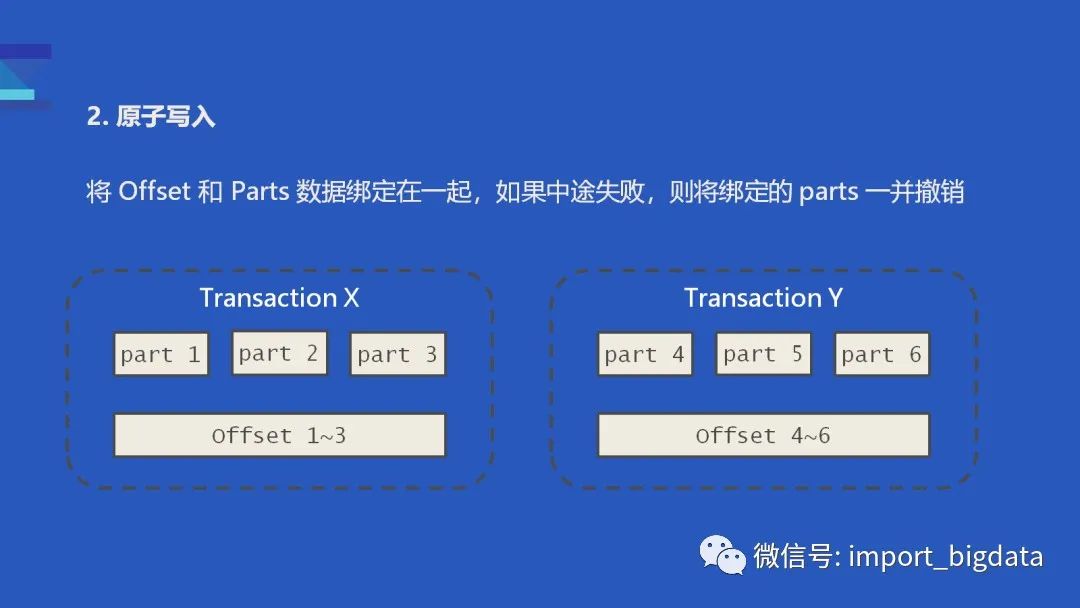 2. 原子写入
将 Offset 和 Parts 数据绑定在一起，如果中途失败，则将绑定的 parts 一并撤销
Transaction X
part 1 part 2 part 3
Offset 1~3
Transaction Y
part 4 part 5 part 6
Offset 4~6
微信号: import_bigdata